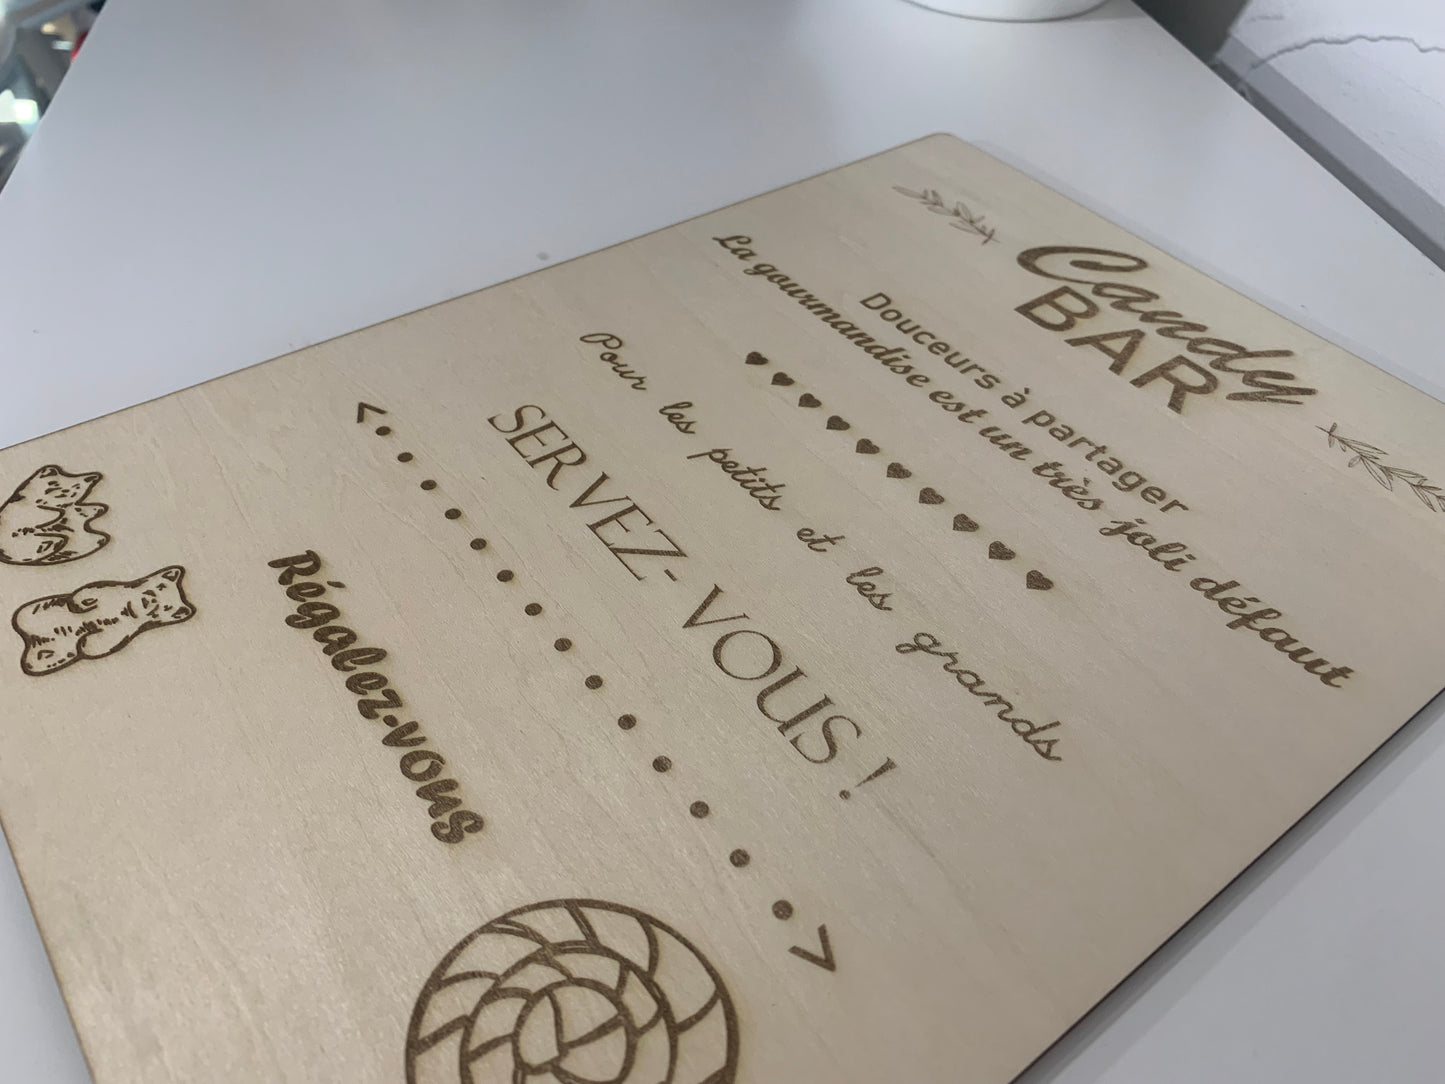 Candy
BAR
Douceurs à partager
La gourmandise est un très joli défaut
Pour les petits et les grands
SERVEZ-VOUS !
Régalez-vous